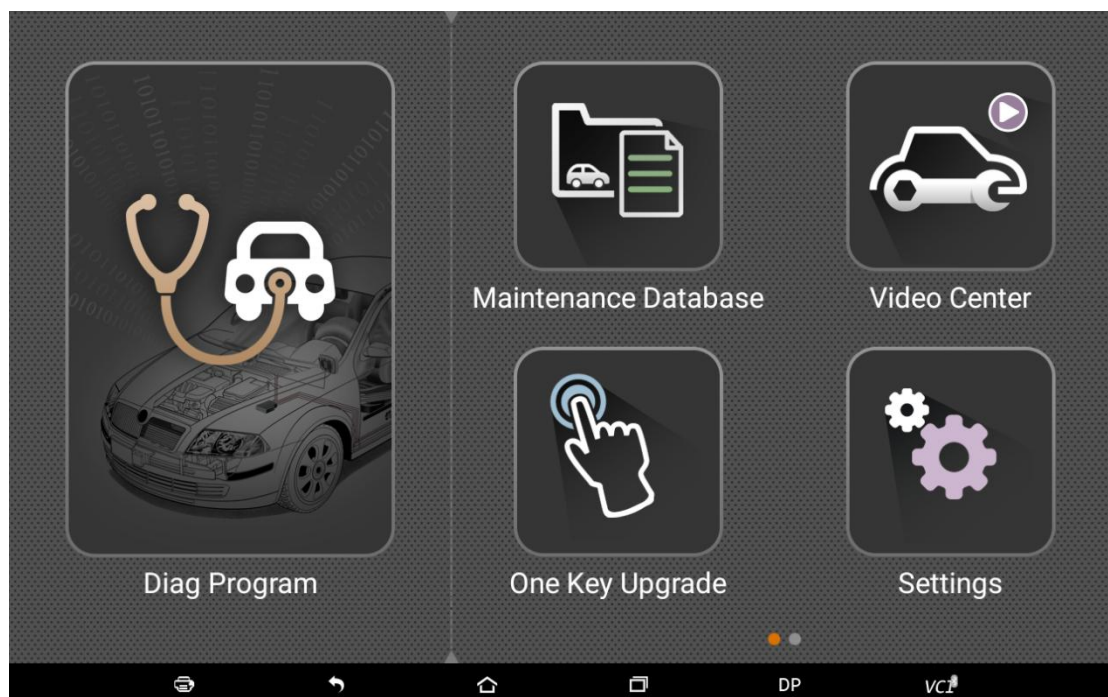 Maintenance Database
Video Center
Diag Program
One Key Upgrade
Settings
DP
VCI